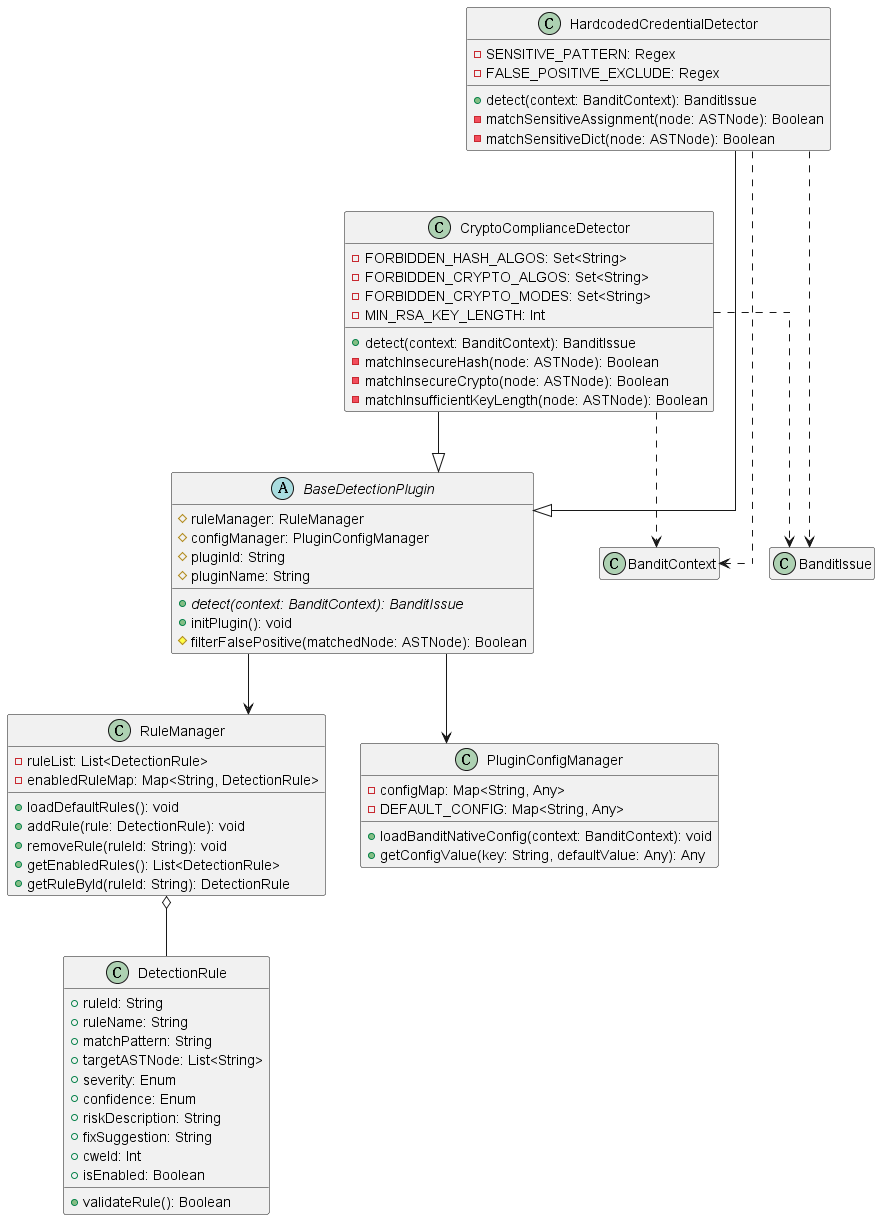 C HardcodedCredentialDetector
SENSITIVE_PATTERN: Regex
FALSE_POSITIVE_EXCLUDE: Regex
detect(context: BanditContext): BanditIssue
matchSensitiveAssignment(node: ASTNode): Boolean
matchSensitiveDict(node: ASTNode): Boolean
C CryptoComplianceDetector
FORBIDDEN_HASH_ALGOS: Set<String>
FORBIDDEN_CRYPTO_ALGOS: Set<String>
FORBIDDEN_CRYPTO_MODES: Set<String>
MIN_RSA_KEY_LENGTH: Int
detect(context: BanditContext): BanditIssue
matchInsecureHash(node: ASTNode): Boolean
matchInsecureCrypto(node: ASTNode): Boolean
matchInsufficientKeyLength(node: ASTNode): Boolean
A BaseDetectionPlugin
ruleManager: RuleManager
configManager: PluginConfigManager
pluginId: String
pluginName: String
detect(context: BanditContext): BanditIssue
initPlugin(): void
filterFalsePositive(matchedNode: ASTNode): Boolean
C BanditContext
C BanditIssue
C RuleManager
ruleList: List<DetectionRule>
enabledRuleMap: Map<String, DetectionRule>
loadDefaultRules(): void
addRule(rule: DetectionRule): void
removeRule(ruleId: String): void
getEnabledRules(): List<DetectionRule>
getRuleById(ruleId: String): DetectionRule
C PluginConfigManager
configMap: Map<String, Any>
DEFAULT_CONFIG: Map<String, Any>
loadBanditNativeConfig(context: BanditContext): void
getConfigValue(key: String, defaultValue: Any): Any
C DetectionRule
ruleId: String
ruleName: String
matchPattern: String
targetASTNode: List<String>
severity: Enum
confidence: Enum
riskDescription: String
fixSuggestion: String
cweId: Int
isEnabled: Boolean
validateRule(): Boolean